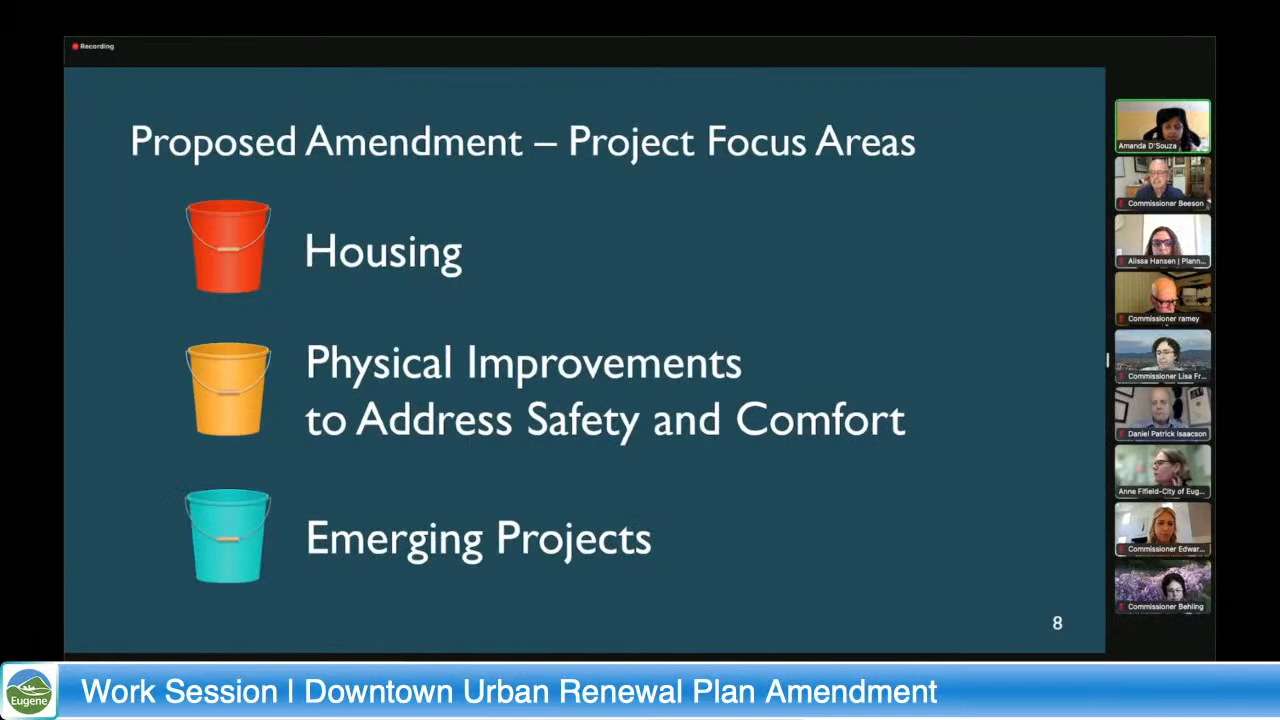 Recording
Proposed Amendment – Project Focus Areas
Housing
Physical Improvements
to Address Safety and Comfort
Emerging Projects
8
Amanda D'Souza
Commissioner Beeson
Alissa Hansen | Plann...
Commissioner ramey
Commissioner Lisa Fr...
Daniel Patrick Isaacson
Anne Fifield-City of Eug...
Commissioner Edwar...
Commissioner Behling
Eugene
Work Session | Downtown Urban Renewal Plan Amendment